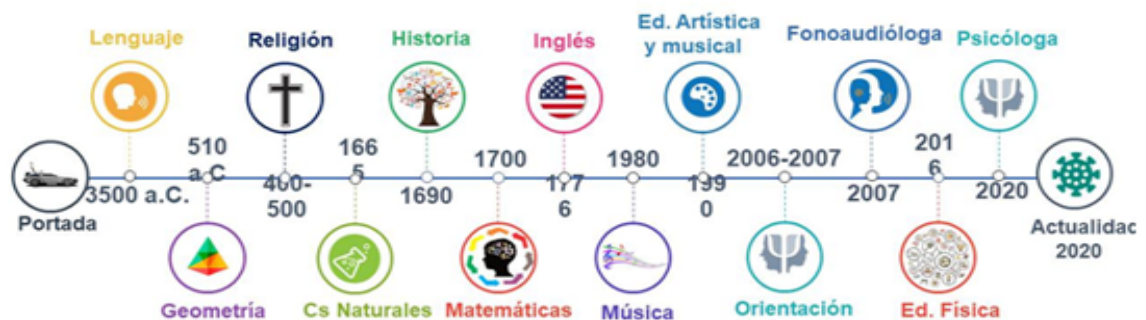 Lenguaje
Religión
Historia
Inglés
Ed. Artística
y musical
Fonoaudióloga
Psicóloga
510
a.C
166
5
1700
1980
2006-2007
201
6
3500 a.C.
400-
500
1690
177
6
199
0
2007
2020
Portada
Actualidad
2020
Geometría
Cs Naturales
Matemáticas
Música
Orientación
Ed. Física